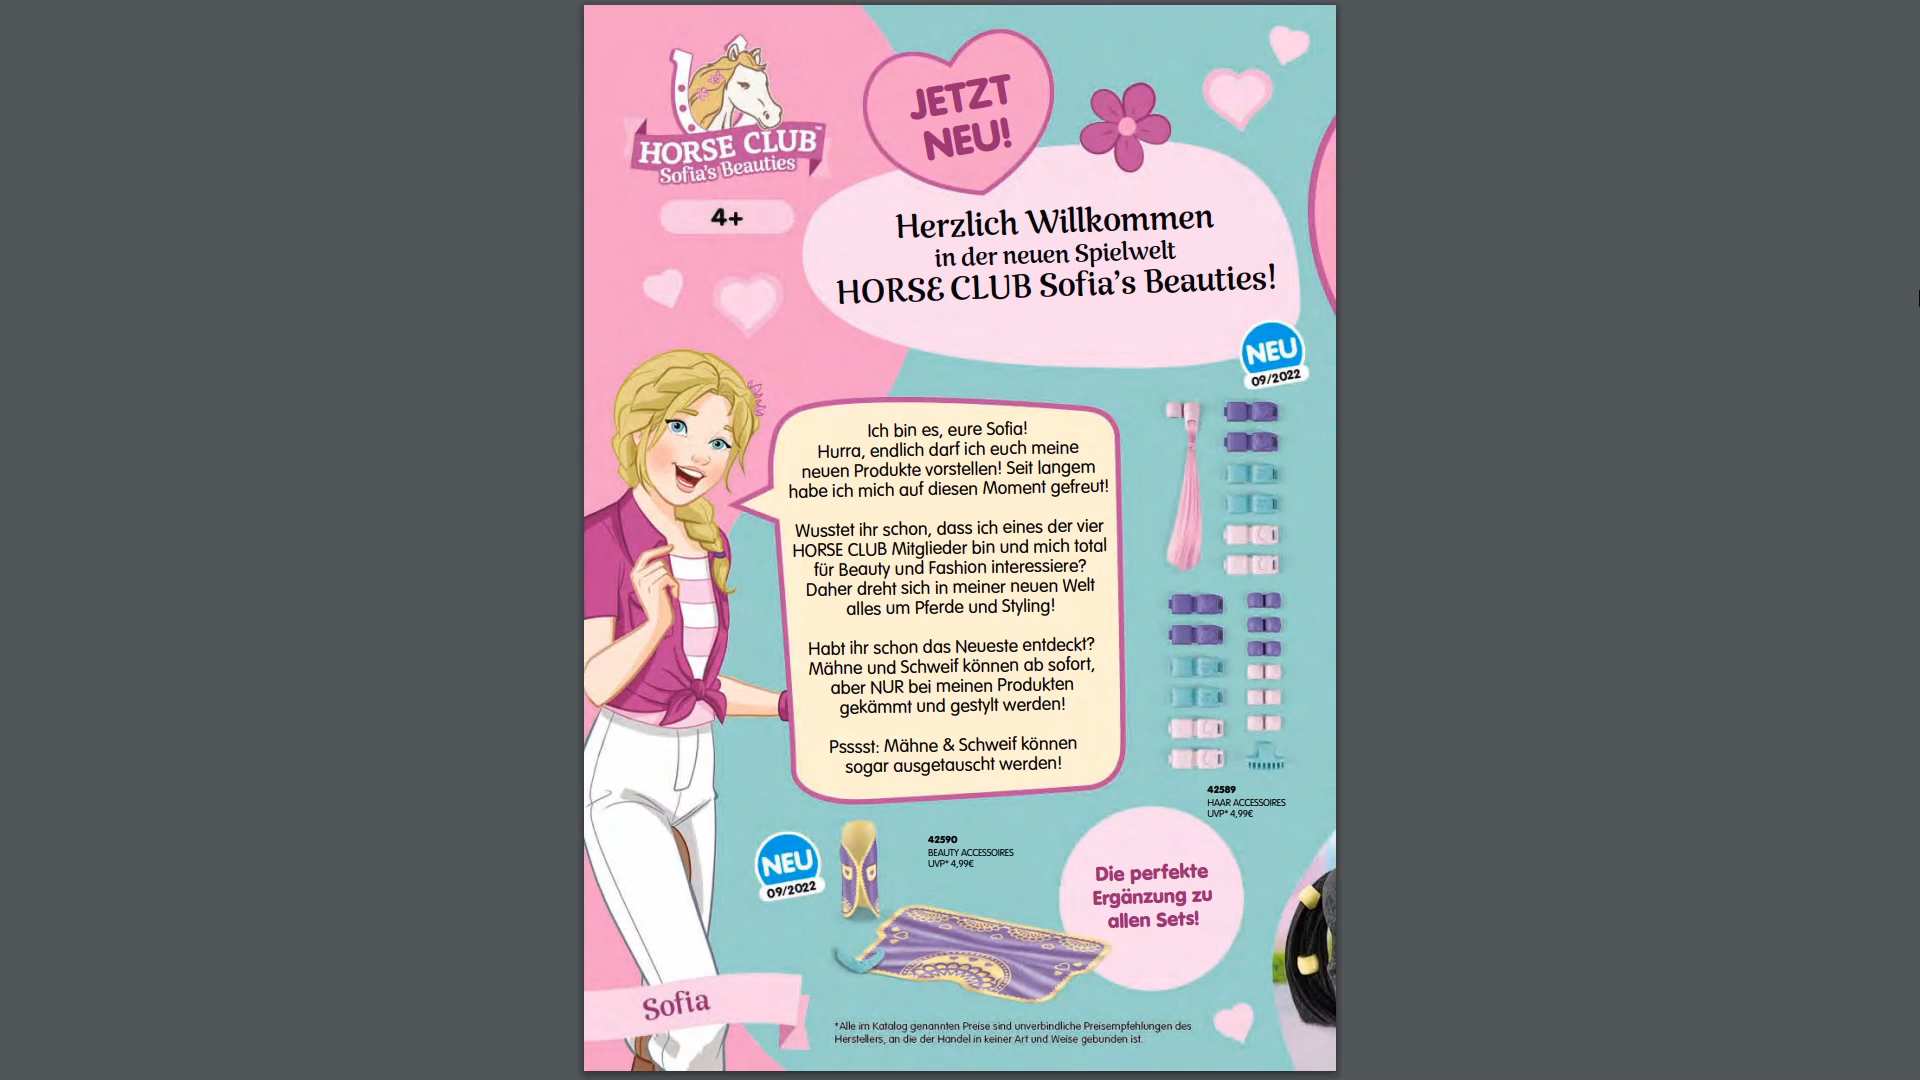 HORSE CLUB™
Sofia's Beauties
4+
JETZT
NEU!
Herzlich Willkommen
in der neuen Spielwelt
HORSE CLUB Sofia's Beauties!
NEU
09/2022
Ich bin es, eure Sofia!
Hurra, endlich darf ich euch meine
neuen Produkte vorstellen! Seit langem
habe ich mich auf diesen Moment gefreut!
Wusstet ihr schon, dass ich eines der vier
HORSE CLUB Mitglieder bin und mich total
für Beauty und Fashion interessiere?
Daher dreht sich in meiner neuen Welt
alles um Pferde und Styling!
Habt ihr schon das Neueste entdeckt?
Mähne und Schweif können ab sofort,
aber NUR bei meinen Produkten
gekämmt und gestylt werden!
Psssst: Mähne & Schweif können
sogar ausgetauscht werden!
42589
HAAR ACCESSOIRES
UVP* 4,99€
NEU
09/2022
42590
BEAUTY ACCESSOIRES
UVP* 4,99€
Die perfekte
Ergänzung zu
allen Sets!
Sofia
*Alle im Katalog genannten Preise sind unverbindliche Preisempfehlungen des
Herstellers, an die der Handel in keiner Art und Weise gebunden ist.